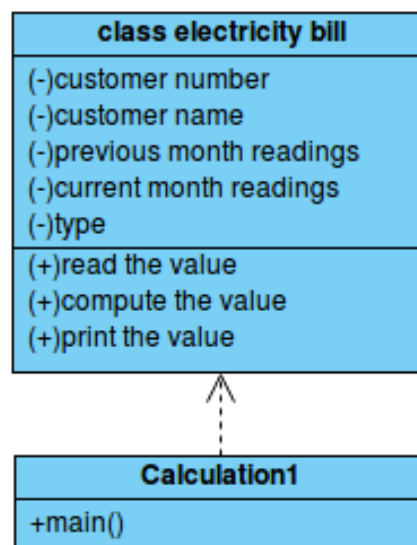 class electricity bill
(-)customer number
(-)customer name
(-)previous month readings
(-)current month readings
(-)type
(+)read the value
(+)compute the value
(+)print the value
Calculation1
+main()